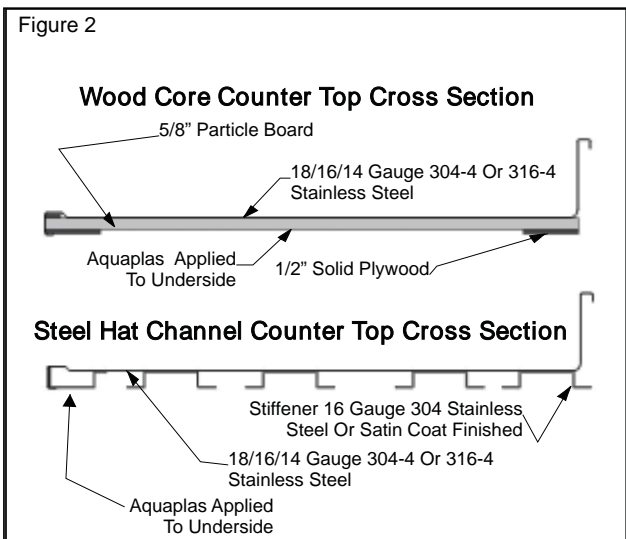 Figure 2
Wood Core Counter Top Cross Section
5/8” Particle Board
18/16/14 Gauge 304-4 Or 316-4
Stainless Steel
Aquaplas Applied
To Underside
1/2” Solid Plywood
Steel Hat Channel Counter Top Cross Section
Stiffener 16 Gauge 304 Stainless
Steel Or Satin Coat Finished
18/16/14 Gauge 304-4 Or 316-4
Stainless Steel
Aquaplas Applied
To Underside